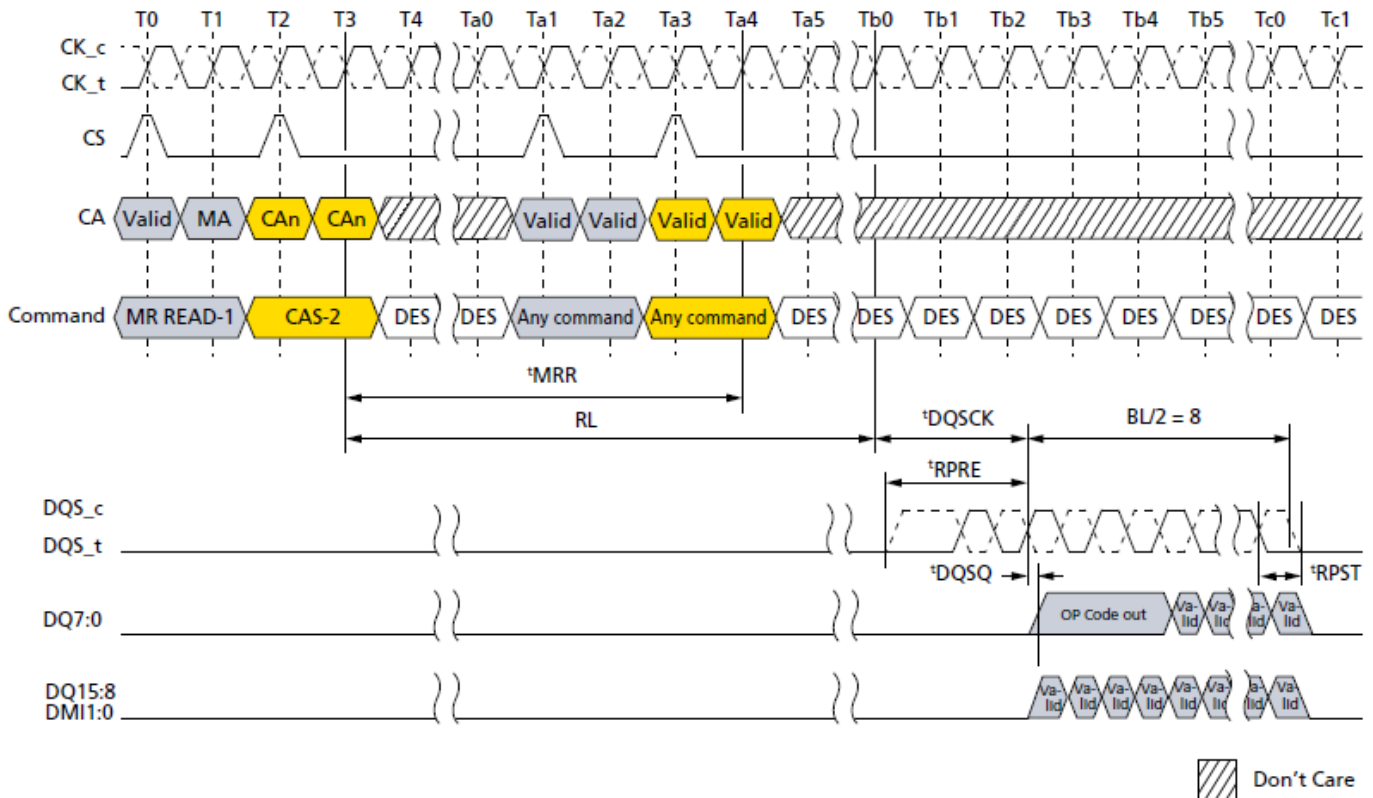 T0 T1 T2 T3 T4 Ta0 Ta1 Ta2 Ta3 Ta4 Ta5 Tb0 Tb1 Tb2 Tb3 Tb4 Tb5 Tc0 Tc1
CK_c
CK_t
CS
CA Valid MA CAn CAn Valid Valid Valid Valid
Command MR READ-1 CAS-2 DES DES Any command Any command DES DES DES DES DES DES DES DES DES
tMRR
RL tDQSCK BL/2 = 8
tRPRE
DQS_c
DQS_t
tDQSQ tRPST
DQ7:0 OP Code out Va-lid Va-lid a-lid Va-lid
DQ15:8
DMI1:0 Va-lid Va-lid Va-lid Va-lid Va-lid Va-lid a-lid Va-lid
Don't Care